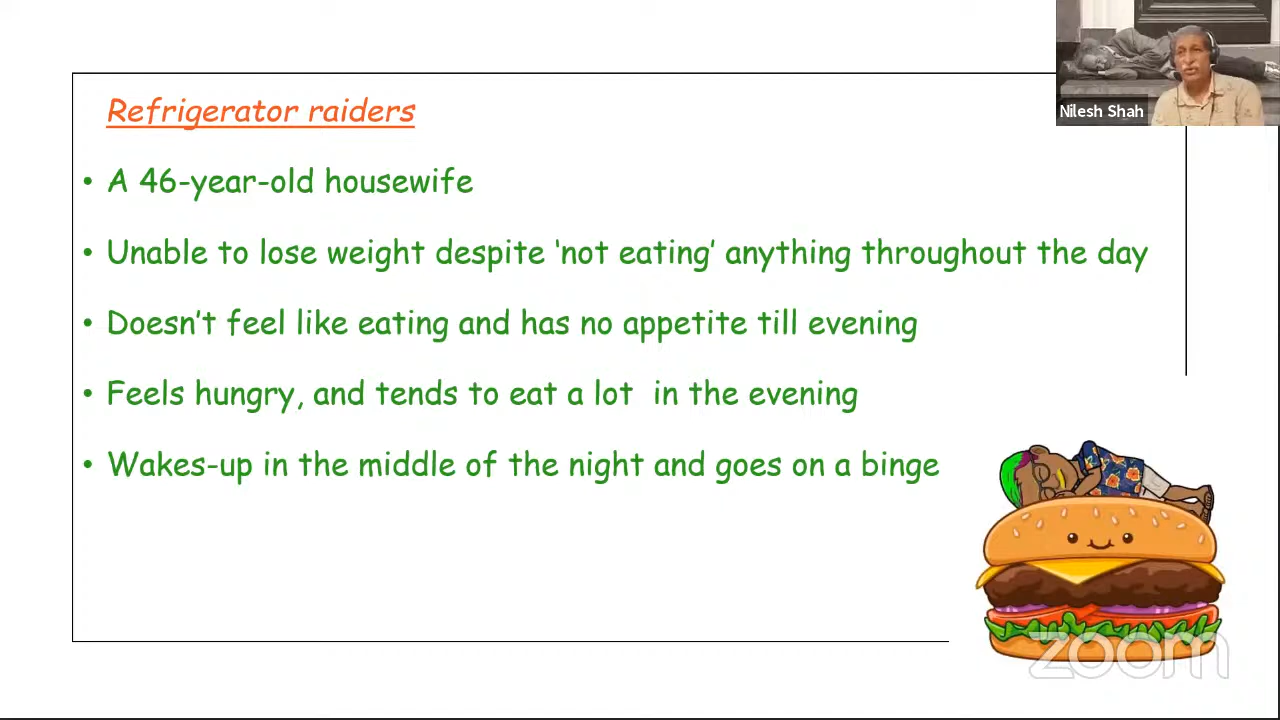 Nilesh Shah
Refrigerator raiders
• A 46-year-old housewife
• Unable to lose weight despite ‘not eating’ anything throughout the day
• Doesn’t feel like eating and has no appetite till evening
• Feels hungry, and tends to eat a lot  in the evening
• Wakes-up in the middle of the night and goes on a binge
zoom